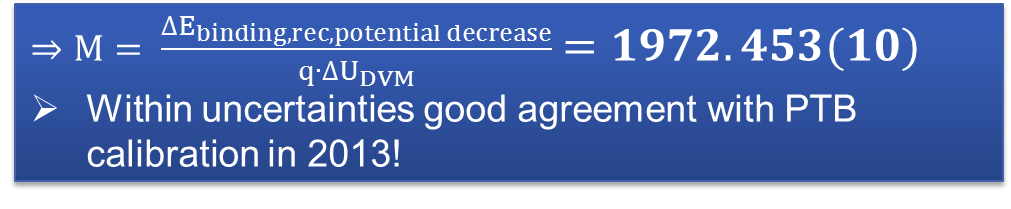 ⇒ M = ΔE_binding,rec,potential decrease / q·ΔU_DVM = 1972.453(10)
➢ Within uncertainties good agreement with PTB
calibration in 2013!